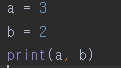 a = 3
b = 2
print(a, b)